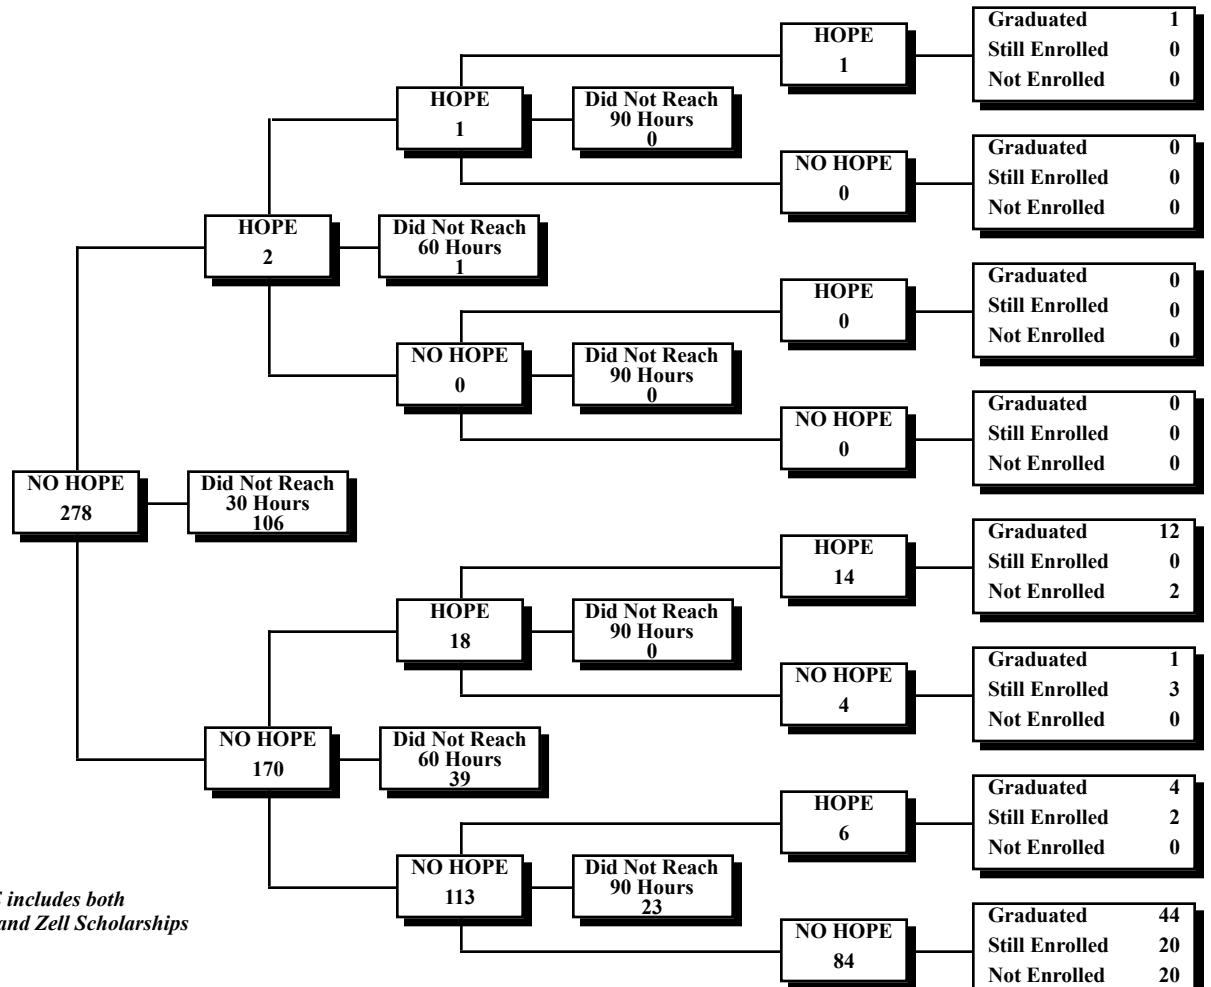 Graduated 1
Still Enrolled 0
Not Enrolled 0
HOPE
1
HOPE
1
Did Not Reach
90 Hours
0
Graduated 0
Still Enrolled 0
Not Enrolled 0
NO HOPE
0
HOPE
2
Did Not Reach
60 Hours
1
Graduated 0
Still Enrolled 0
Not Enrolled 0
HOPE
0
NO HOPE
0
Did Not Reach
90 Hours
0
Graduated 0
Still Enrolled 0
Not Enrolled 0
NO HOPE
0
NO HOPE
278
Did Not Reach
30 Hours
106
Graduated 12
Still Enrolled 0
Not Enrolled 2
HOPE
14
HOPE
18
Did Not Reach
90 Hours
0
Graduated 1
Still Enrolled 3
Not Enrolled 0
NO HOPE
4
NO HOPE
170
Did Not Reach
60 Hours
39
Graduated 4
Still Enrolled 2
Not Enrolled 0
HOPE
6
NO HOPE
113
Did Not Reach
90 Hours
23
includes both
and Zell Scholarships
Graduated 44
Still Enrolled 20
Not Enrolled 20
NO HOPE
84